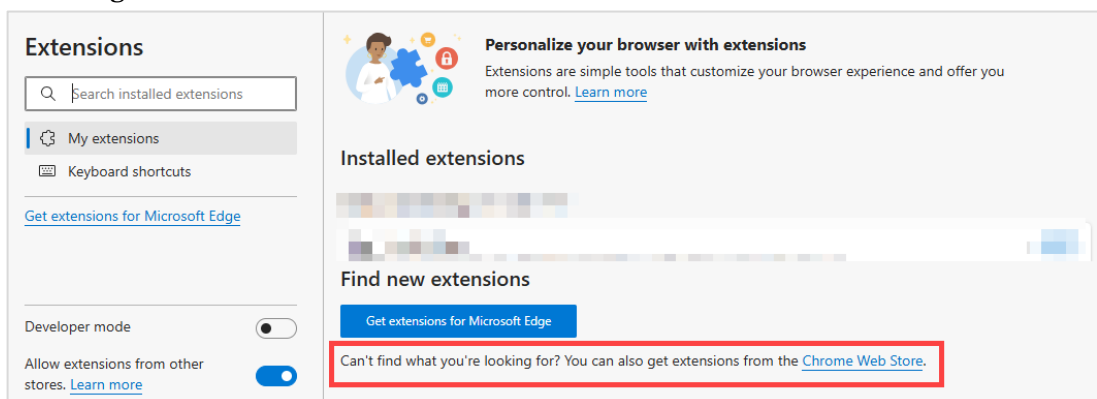 Extensions
Search installed extensions
My extensions
Keyboard shortcuts
Get extensions for Microsoft Edge
Developer mode
Allow extensions from other
stores. Learn more
Personalize your browser with extensions
Extensions are simple tools that customize your browser experience and offer you
more control. Learn more
Installed extensions
Find new extensions
Get extensions for Microsoft Edge
Can't find what you're looking for? You can also get extensions from the Chrome Web Store.